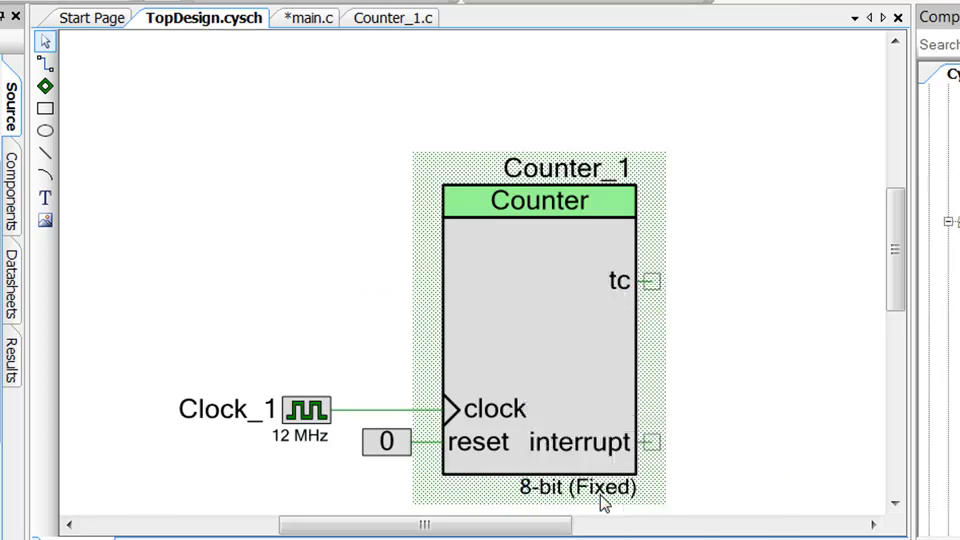 Start Page
TopDesign.cysch
*main.c
Counter_1.c
Comp
Search
Cy
Source
Components
Datasheets
Results
T
Counter_1
Counter
tc
Clock_1
12 MHz
clock
0
reset
interrupt
8-bit (Fixed)